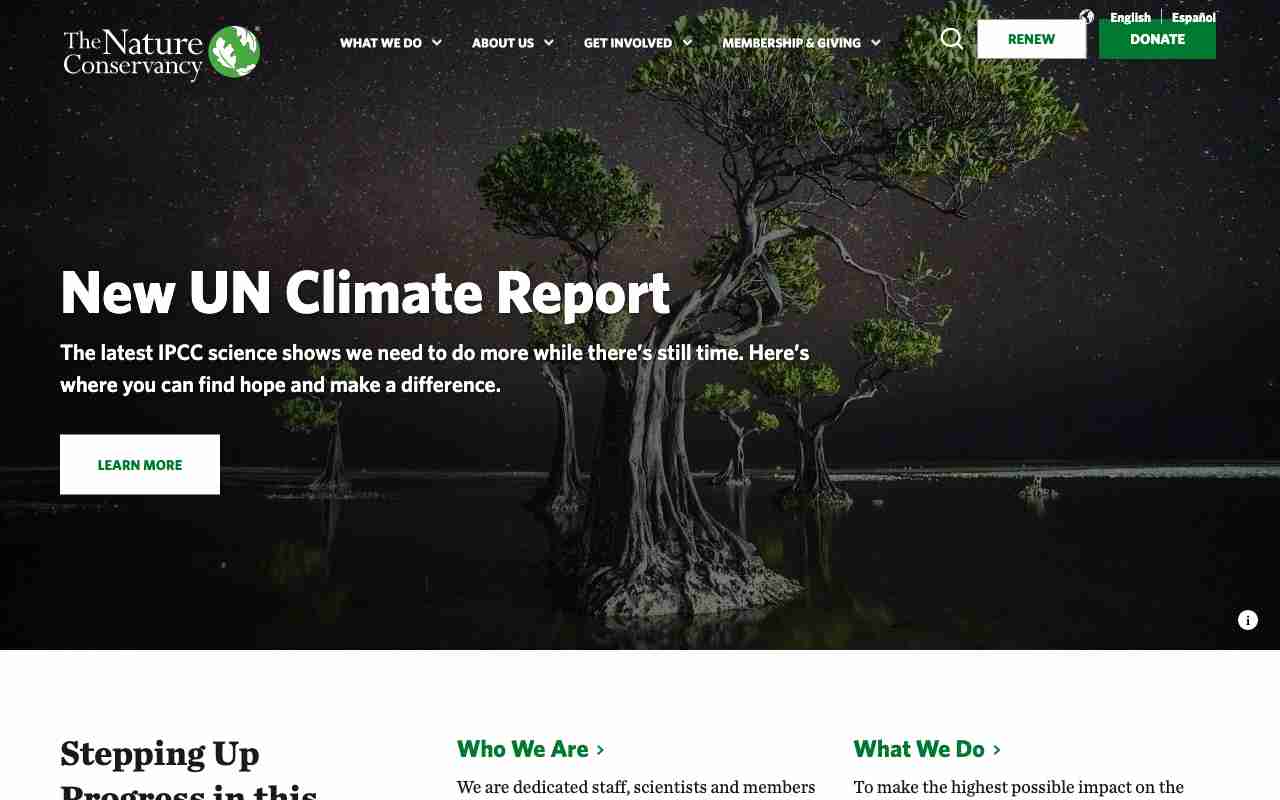 English
Español
The Nature
Conservancy
WHAT WE DO
ABOUT US
GET INVOLVED
MEMBERSHIP & GIVING
RENEW
DONATE
New UN Climate Report
The latest IPCC science shows we need to do more while there's still time. Here's
where you can find hope and make a difference.
LEARN MORE
i
Stepping Up
Progress in this
Who We Are
We are dedicated staff, scientists and members
What We Do
To make the highest possible impact on the